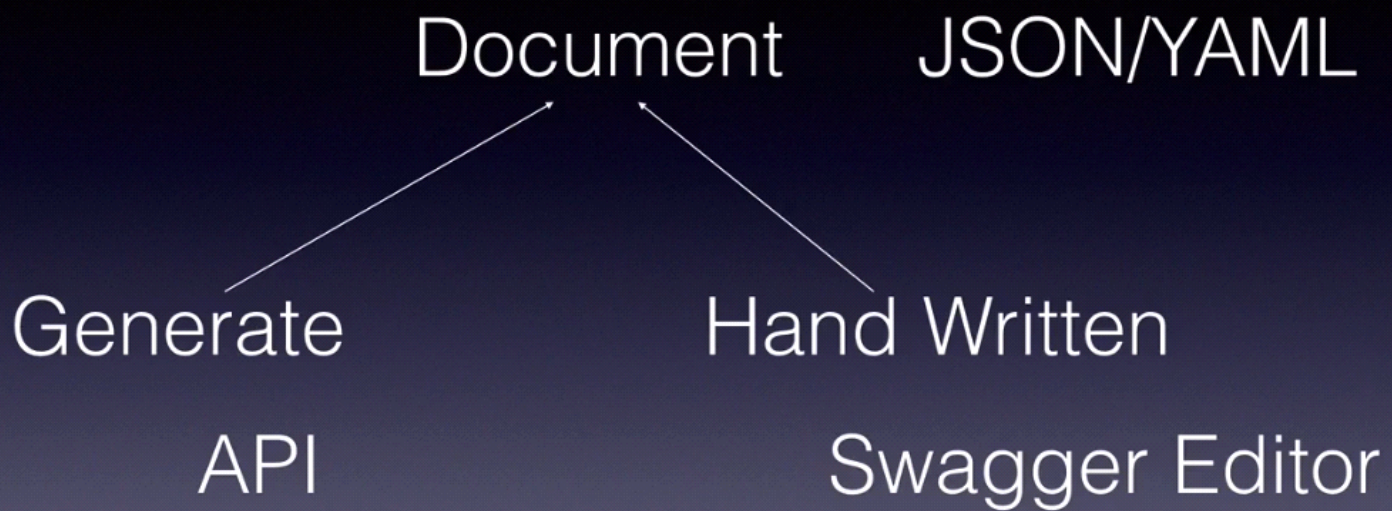 Document JSON/YAML
Generate Hand Written
API Swagger Editor